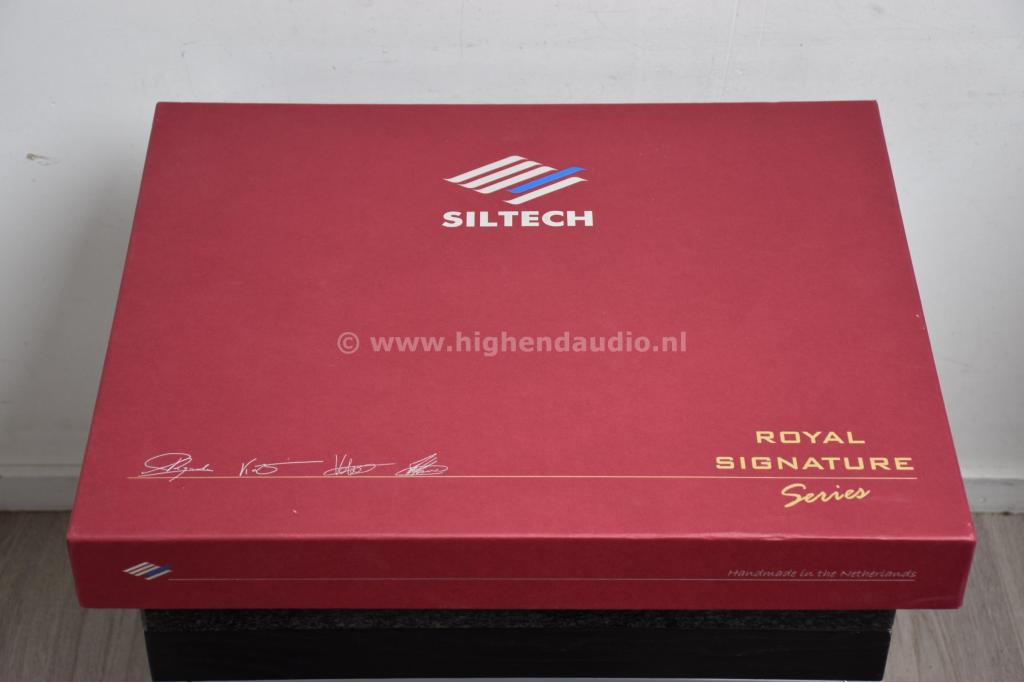 SILTECH
© www.highendaudio.nl
ROYAL
SIGNATURE
Series
Handmade in the Netherlands